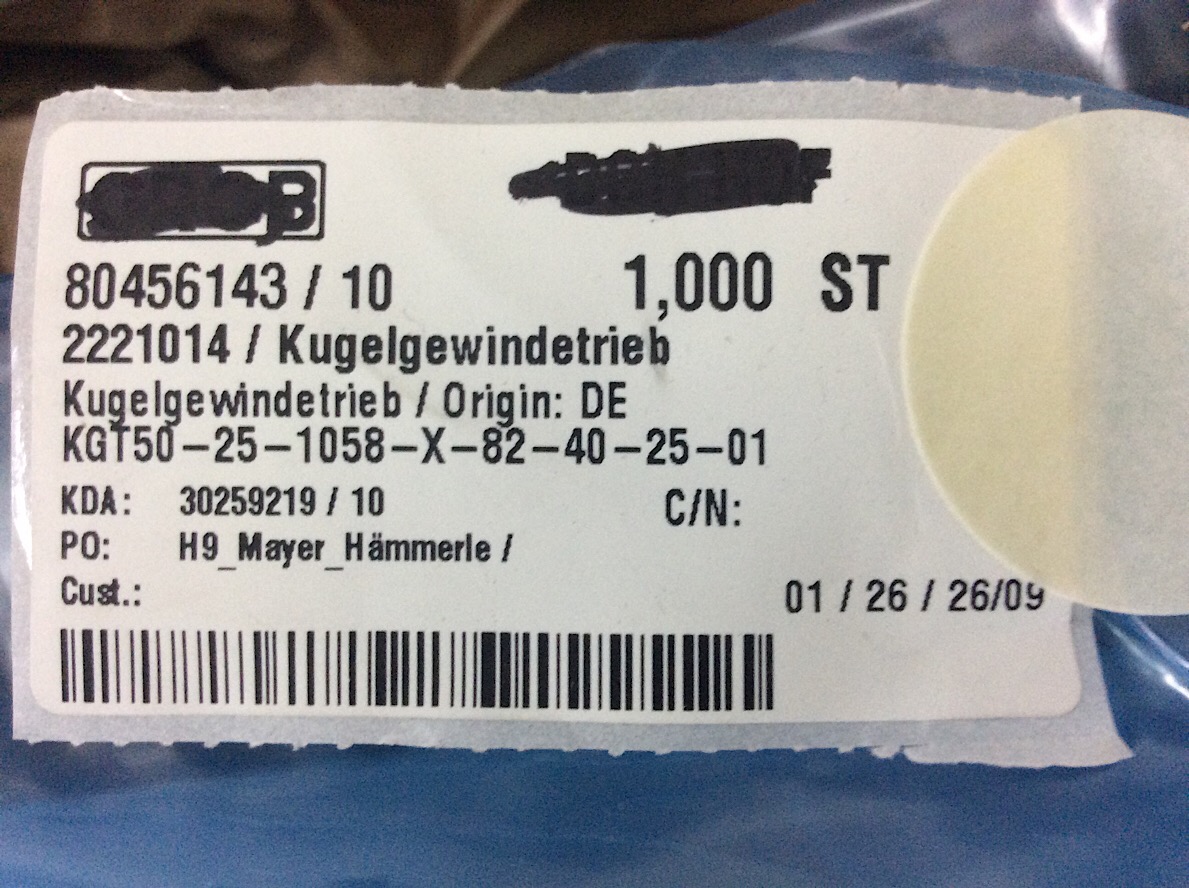 80456143 / 10 1,000 ST
2221014 / Kugelgewindetrieb
Kugelgewindetrieb / Origin: DE
KGT50-25-1058-X-82-40-25-01
KDA: 30259219 / 10 C/N:
PO: H9_Mayer_Hämmerle /
Cust.:
01 / 26 / 26/09